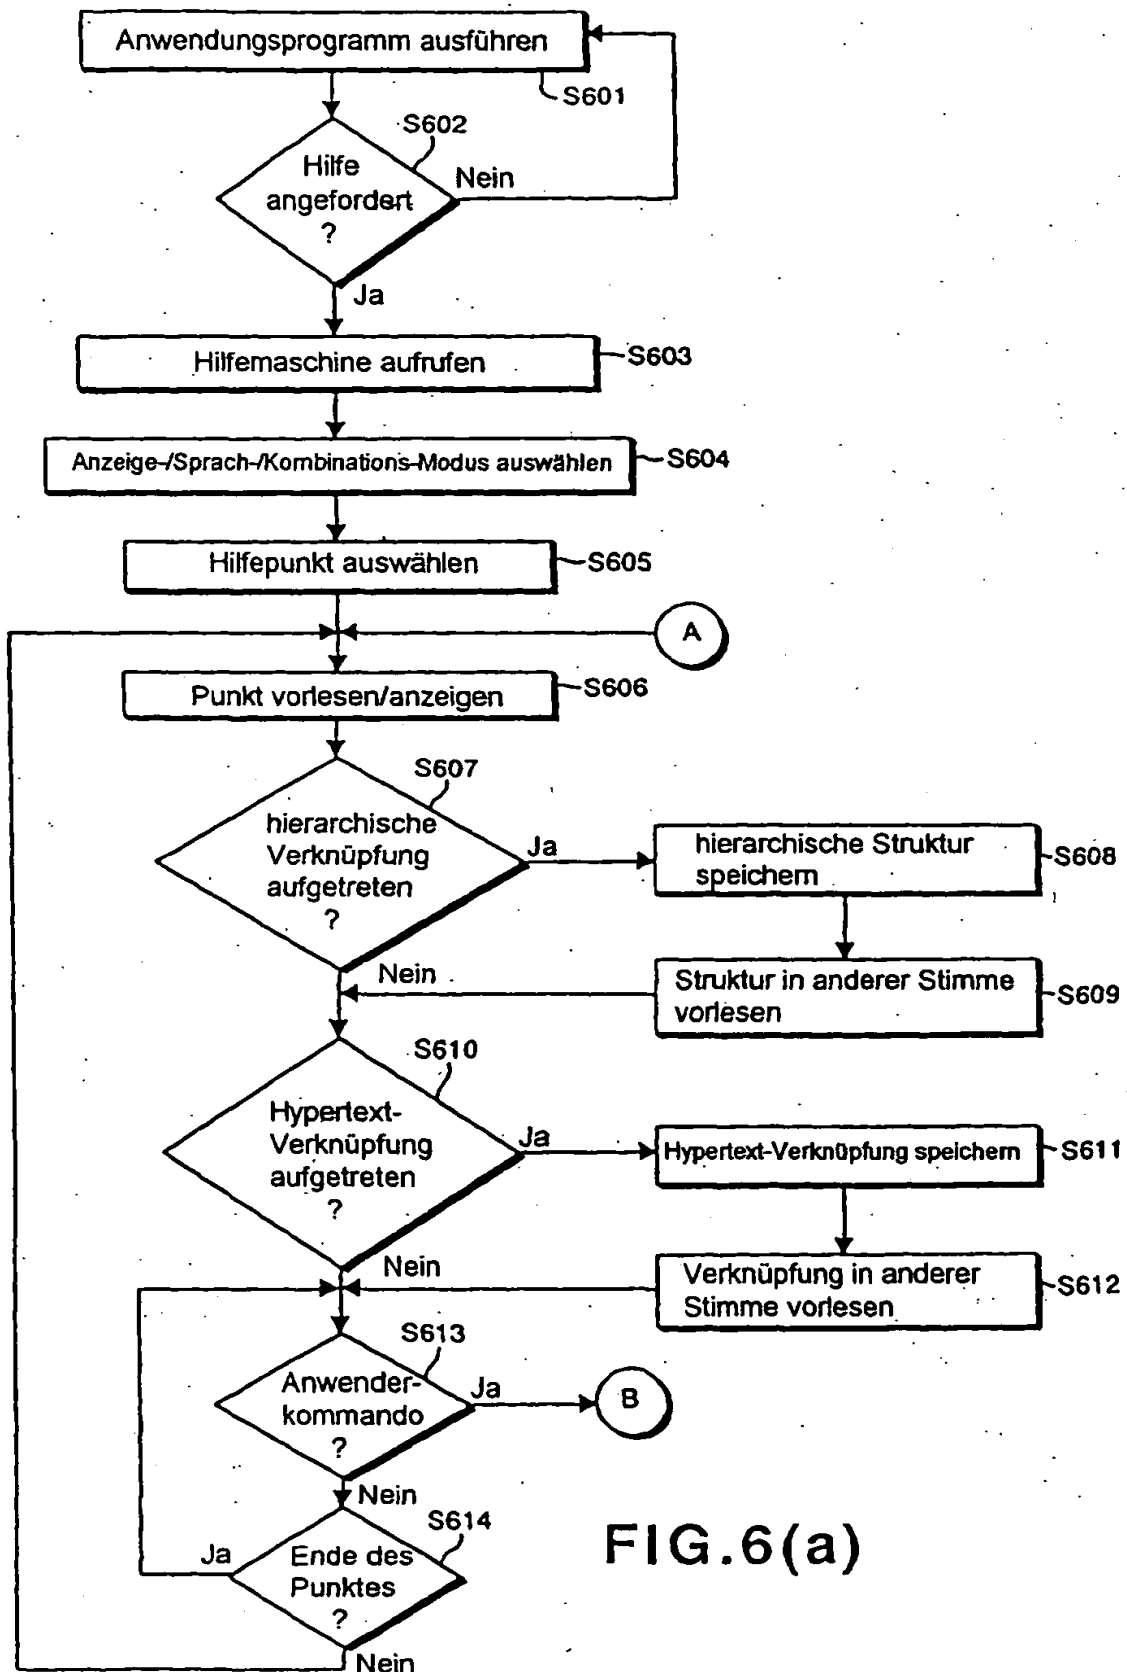 Anwendungsprogramm ausführen
S601
S602
Hilfe
angefordert
?
Nein
Ja
Hilfemaschine aufrufen
S603
Anzeige-/Sprach-/Kombinations-Modus auswählen
S604
Hilfepunkt auswählen
S605
A
Punkt vorlesen/anzeigen
S606
S607
hierarchische
Verknüpfung
aufgetreten
?
Ja
hierarchische Struktur
speichern
S608
Nein
Struktur in anderer Stimme
vorlesen
S609
S610
Hypertext-
Verknüpfung
aufgetreten
?
Ja
Hypertext-Verknüpfung speichern
S611
Nein
Verknüpfung in anderer
Stimme vorlesen
S612
S613
Anwender-
kommando
?
Ja
B
Nein
S614
Ja
Ende des
Punktes
?
Nein
FIG.6(a)